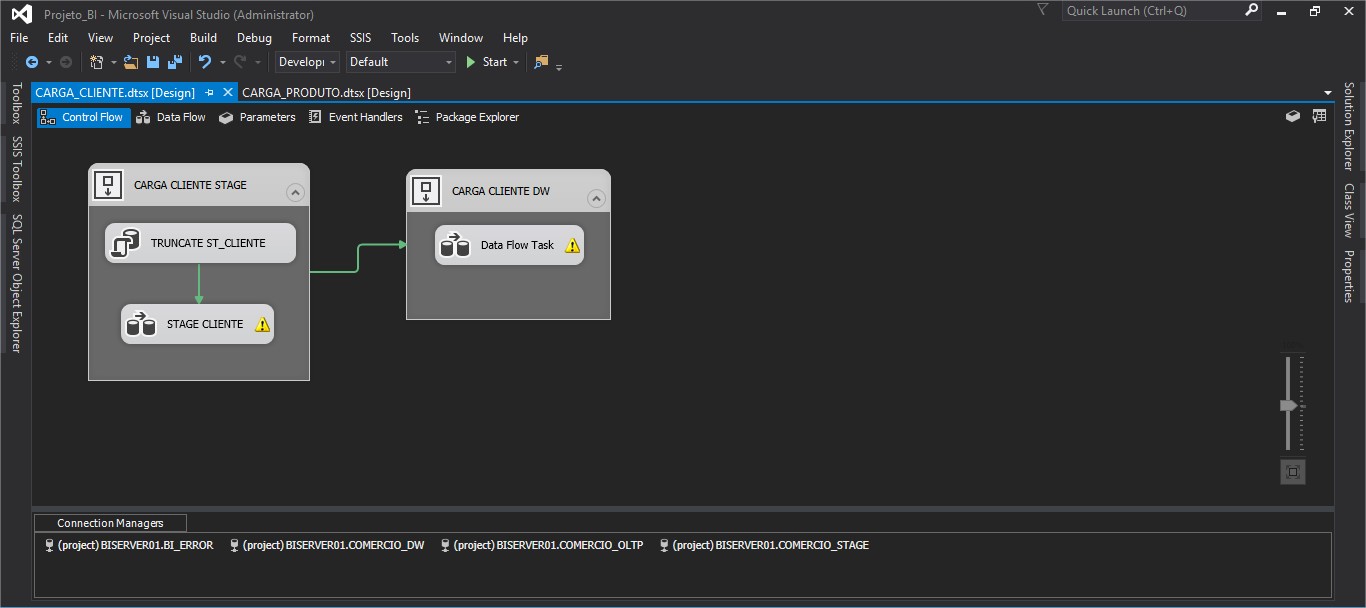 Projeto_BI - Microsoft Visual Studio (Administrator)
Quick Launch (Ctrl+Q)
File Edit View Project Build Debug Format SSIS Tools Window Help
Developi Default Start
CARGA_CLIENTE.dtsx [Design] CARGA_PRODUTO.dtsx [Design]
Control Flow Data Flow Parameters Event Handlers Package Explorer
Toolbox
SSIS Toolbox
SQL Server Object Explorer
CARGA CLIENTE STAGE
TRUNCATE ST_CLIENTE
STAGE CLIENTE
CARGA CLIENTE DW
Data Flow Task
Solution Explorer
Class View
Properties
Connection Managers
(project) BISERVER01.BI_ERROR (project) BISERVER01.COMERCIO_DW (project) BISERVER01.COMERCIO_OLTP (project) BISERVER01.COMERCIO_STAGE